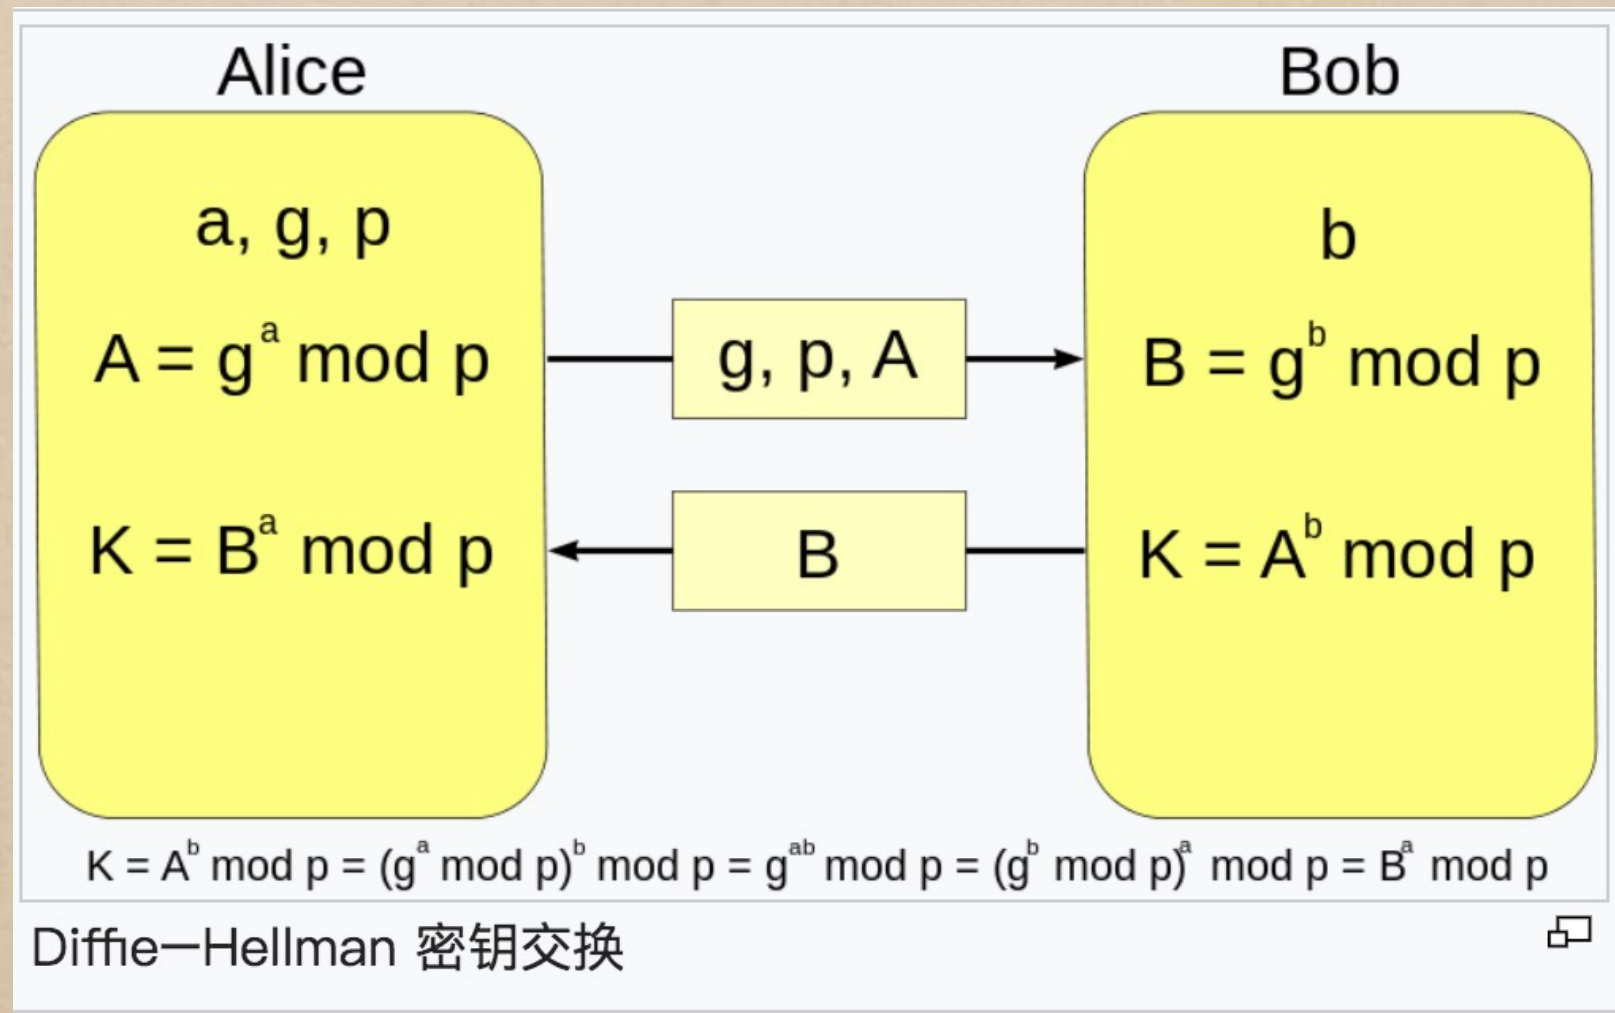 Alice
Bob
a, g, p
A = g^a mod p
K = B^a mod p
g, p, A
B
b
B = g^b mod p
K = A^b mod p
K = A^b mod p = (g^a mod p)^b mod p = g^ab mod p = (g^b mod p)^a mod p = B^a mod p
Diffie—Hellman 密钥交换